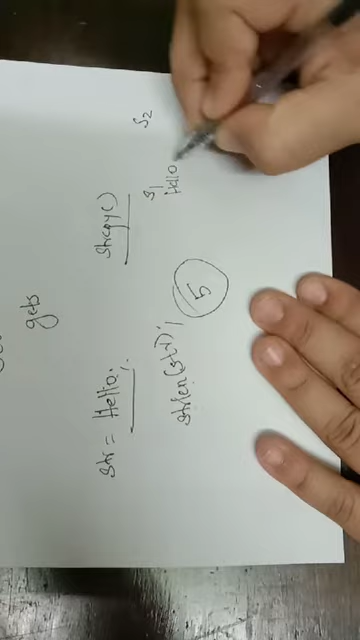 gets
str = Hello;
strlen(str);
5
strcpy()
S1 S2
Hello